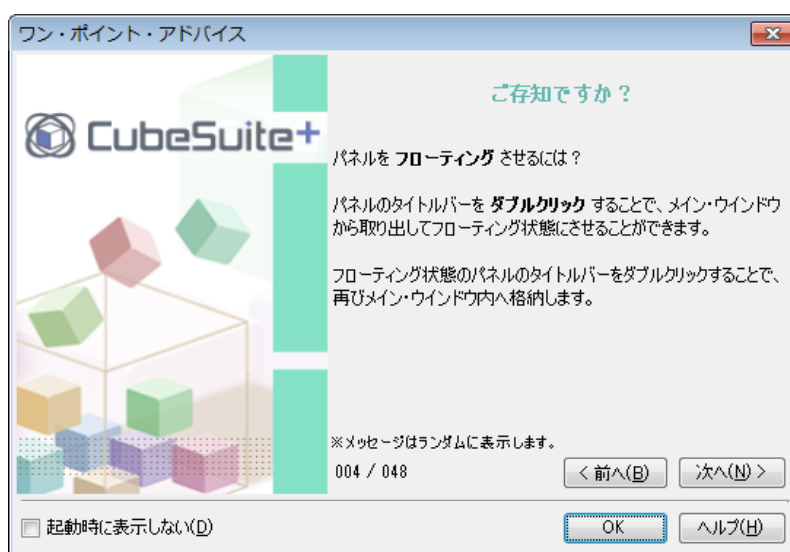 ワン・ポイント・アドバイス
CubeSuite+
ご存知ですか？
パネルを フローティング させるには？
パネルのタイトルバーを ダブルクリック することで、メイン・ウインドウ
から取り出してフローティング状態にさせることができます。
フローティング状態のパネルのタイトルバーをダブルクリックすることで、
再びメイン・ウインドウ内へ格納します。
※メッセージはランダムに表示します。
004 / 048
< 前へ(B)
次へ(N) >
起動時に表示しない(D)
OK
ヘルプ(H)